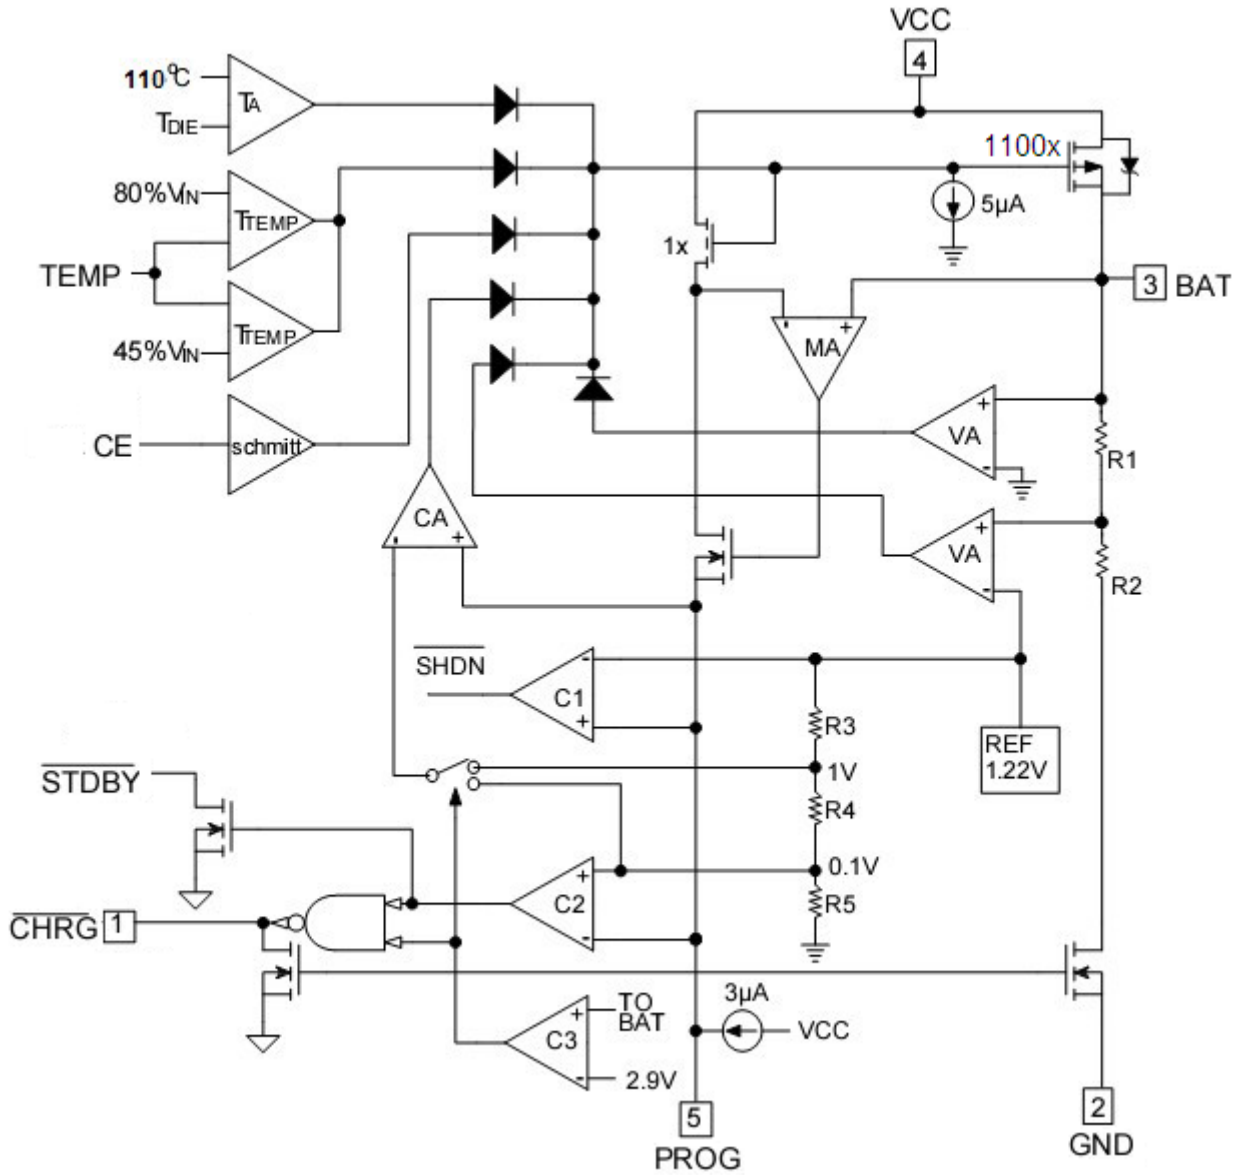 VCC
4
110°C
TA
TDIE
1100x
80%VIN
TTEMP
5µA
1x
TEMP
3 BAT
TTEMP
45%VIN
- +
MA
CE
schmitt
+
VA
-
R1
CA
- +
+
VA
-
R2
SHDN
-
C1
+
R3
REF
1.22V
STDBY
1V
R4
0.1V
+
C2
-
R5
CHRG 1
3µA
VCC
+
C3
-
TO
BAT
2.9V
5
PROG
2
GND